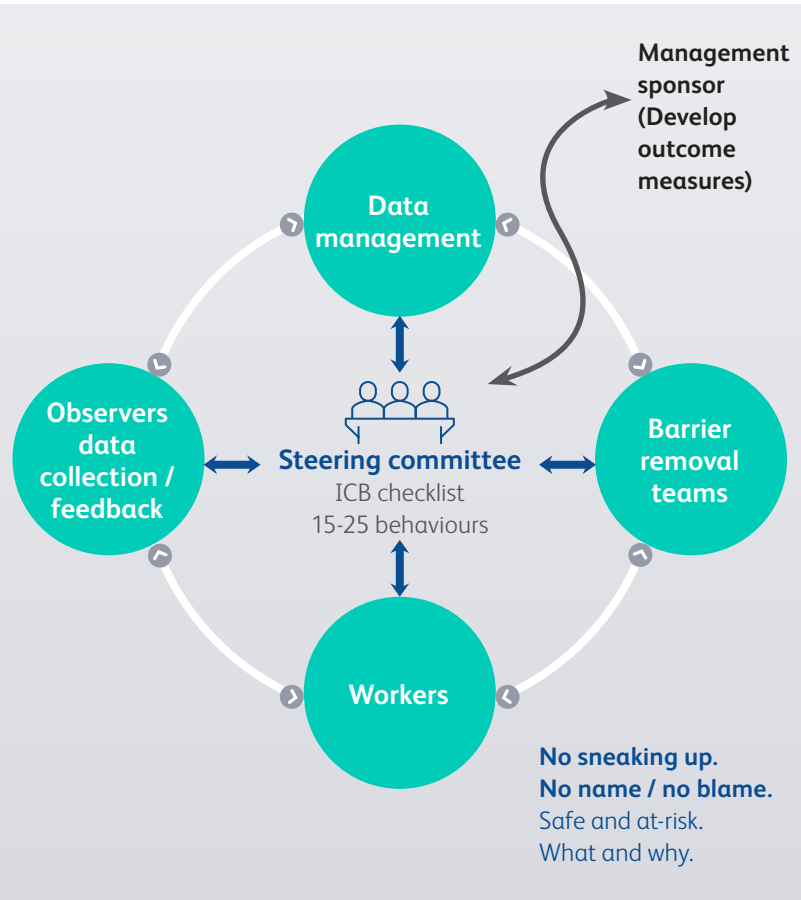 Management
sponsor
(Develop
outcome
measures)
Data
management
Observers
data
collection /
feedback
Steering committee
ICB checklist
15-25 behaviours
Barrier
removal
teams
Workers
No sneaking up.
No name / no blame.
Safe and at-risk.
What and why.